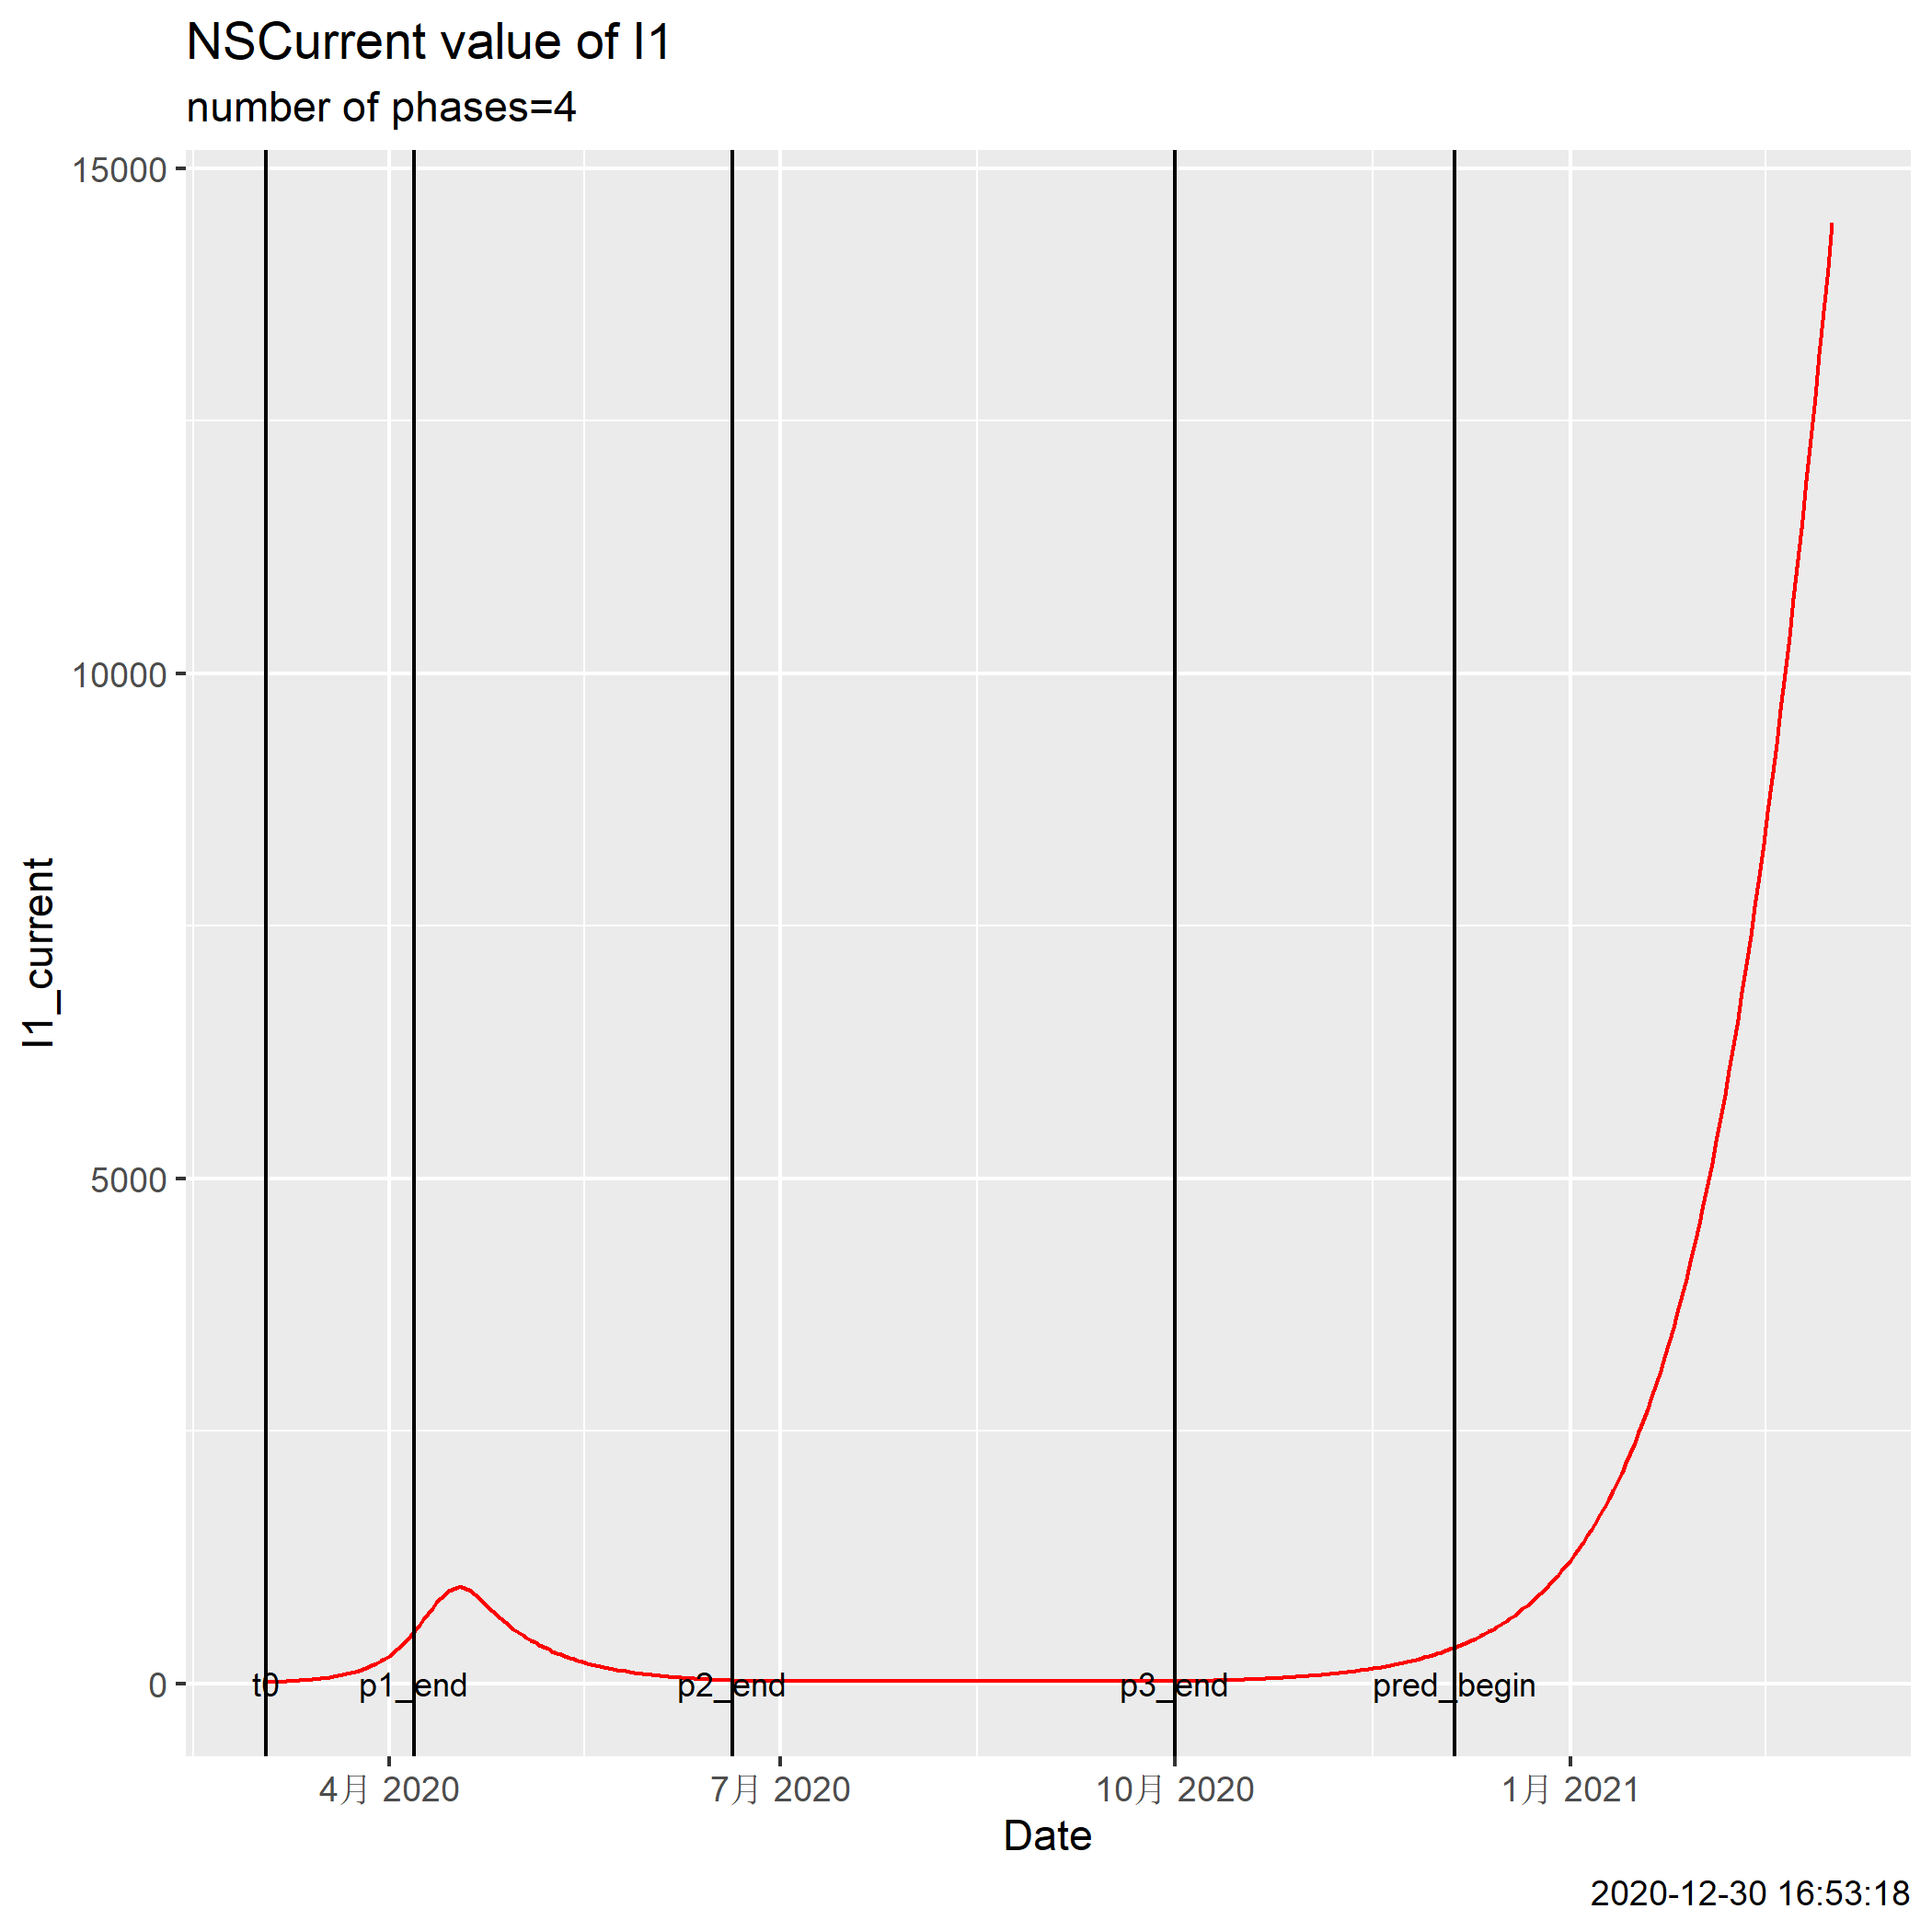 NSCurrent value of I1
number of phases=4
15000
10000
5000
0
I1_current
t0
p1_end
p2_end
p3_end
pred_begin
4月 2020
7月 2020
10月 2020
1月 2021
Date
2020-12-30 16:53:18